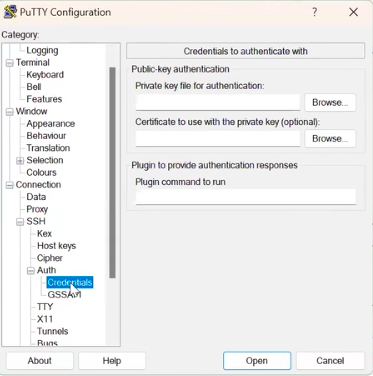 PuTTY Configuration
Category:
Logging
Terminal
Keyboard
Bell
Features
Window
Appearance
Behaviour
Translation
Selection
Colours
Connection
Data
Proxy
SSH
Kex
Host keys
Cipher
Auth
Credentials
GSSAPI
TTY
X11
Tunnels
Bugs
Credentials to authenticate with
Public-key authentication
Private key file for authentication:
Browse...
Certificate to use with the private key (optional):
Browse...
Plugin to provide authentication responses
Plugin command to run
About
Help
Open
Cancel